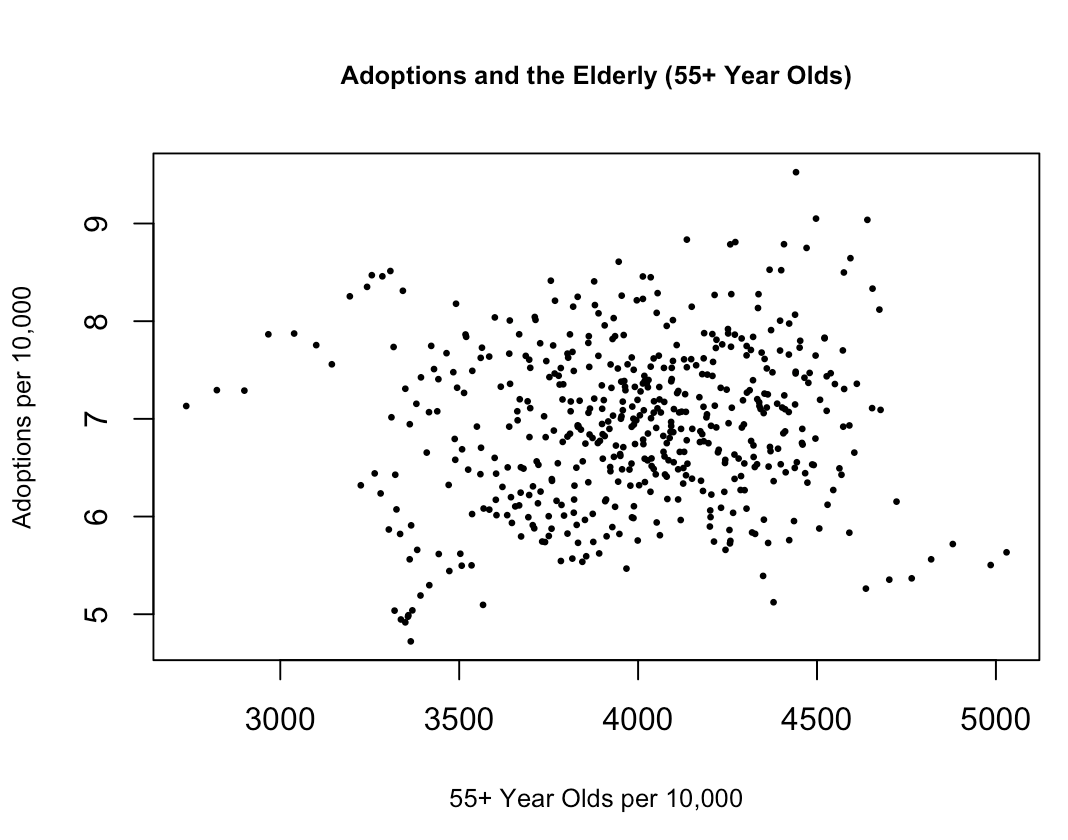 Adoptions and the Elderly (55+ Year Olds)
Adoptions per 10,000
9
8
7
6
5
3000 3500 4000 4500 5000
55+ Year Olds per 10,000